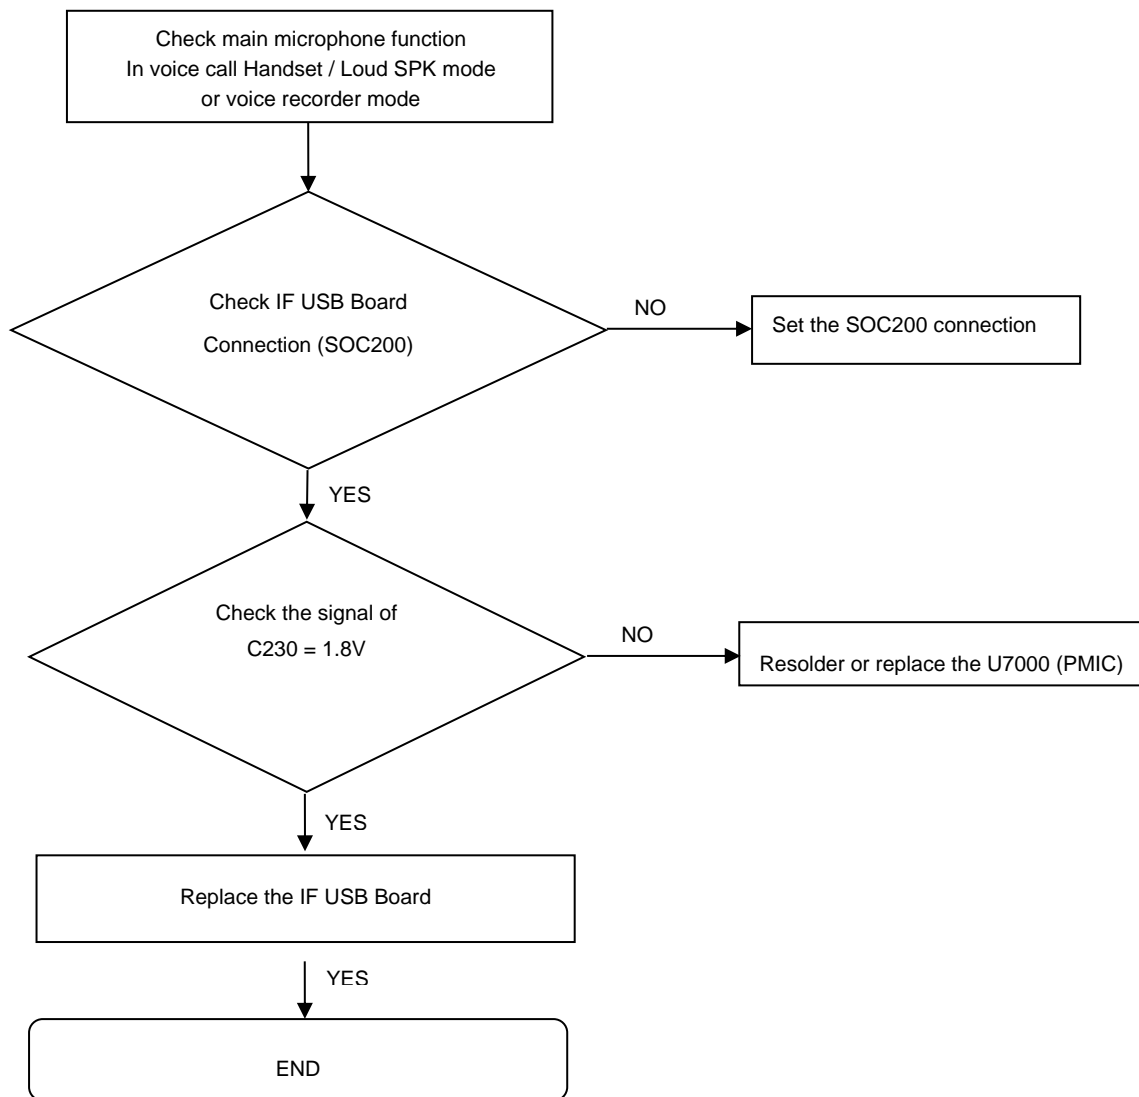 Check main microphone function
In voice call Handset / Loud SPK mode
or voice recorder mode
Check IF USB Board
Connection (SOC200)
NO
Set the SOC200 connection
YES
Check the signal of
C230 = 1.8V
NO
Resolder or replace the U7000 (PMIC)
YES
Replace the IF USB Board
YES
END